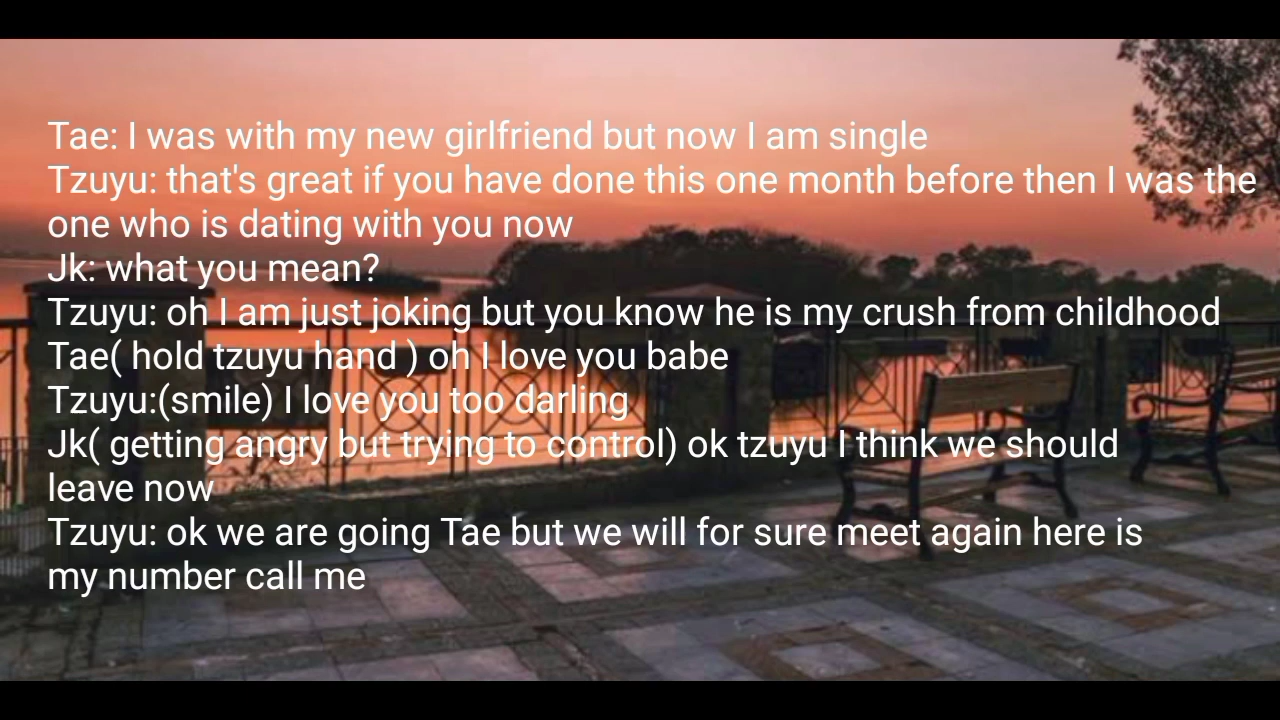 Tae: I was with my new girlfriend but now I am single
Tzuyu: that's great if you have done this one month before then I was the
one who is dating with you now
Jk: what you mean?
Tzuyu: oh I am just joking but you know he is my crush from childhood
Tae( hold tzuyu hand ) oh I love you babe
Tzuyu:(smile) I love you too darling
Jk( getting angry but trying to control) ok tzuyu I think we should
leave now
Tzuyu: ok we are going Tae but we will for sure meet again here is
my number call me